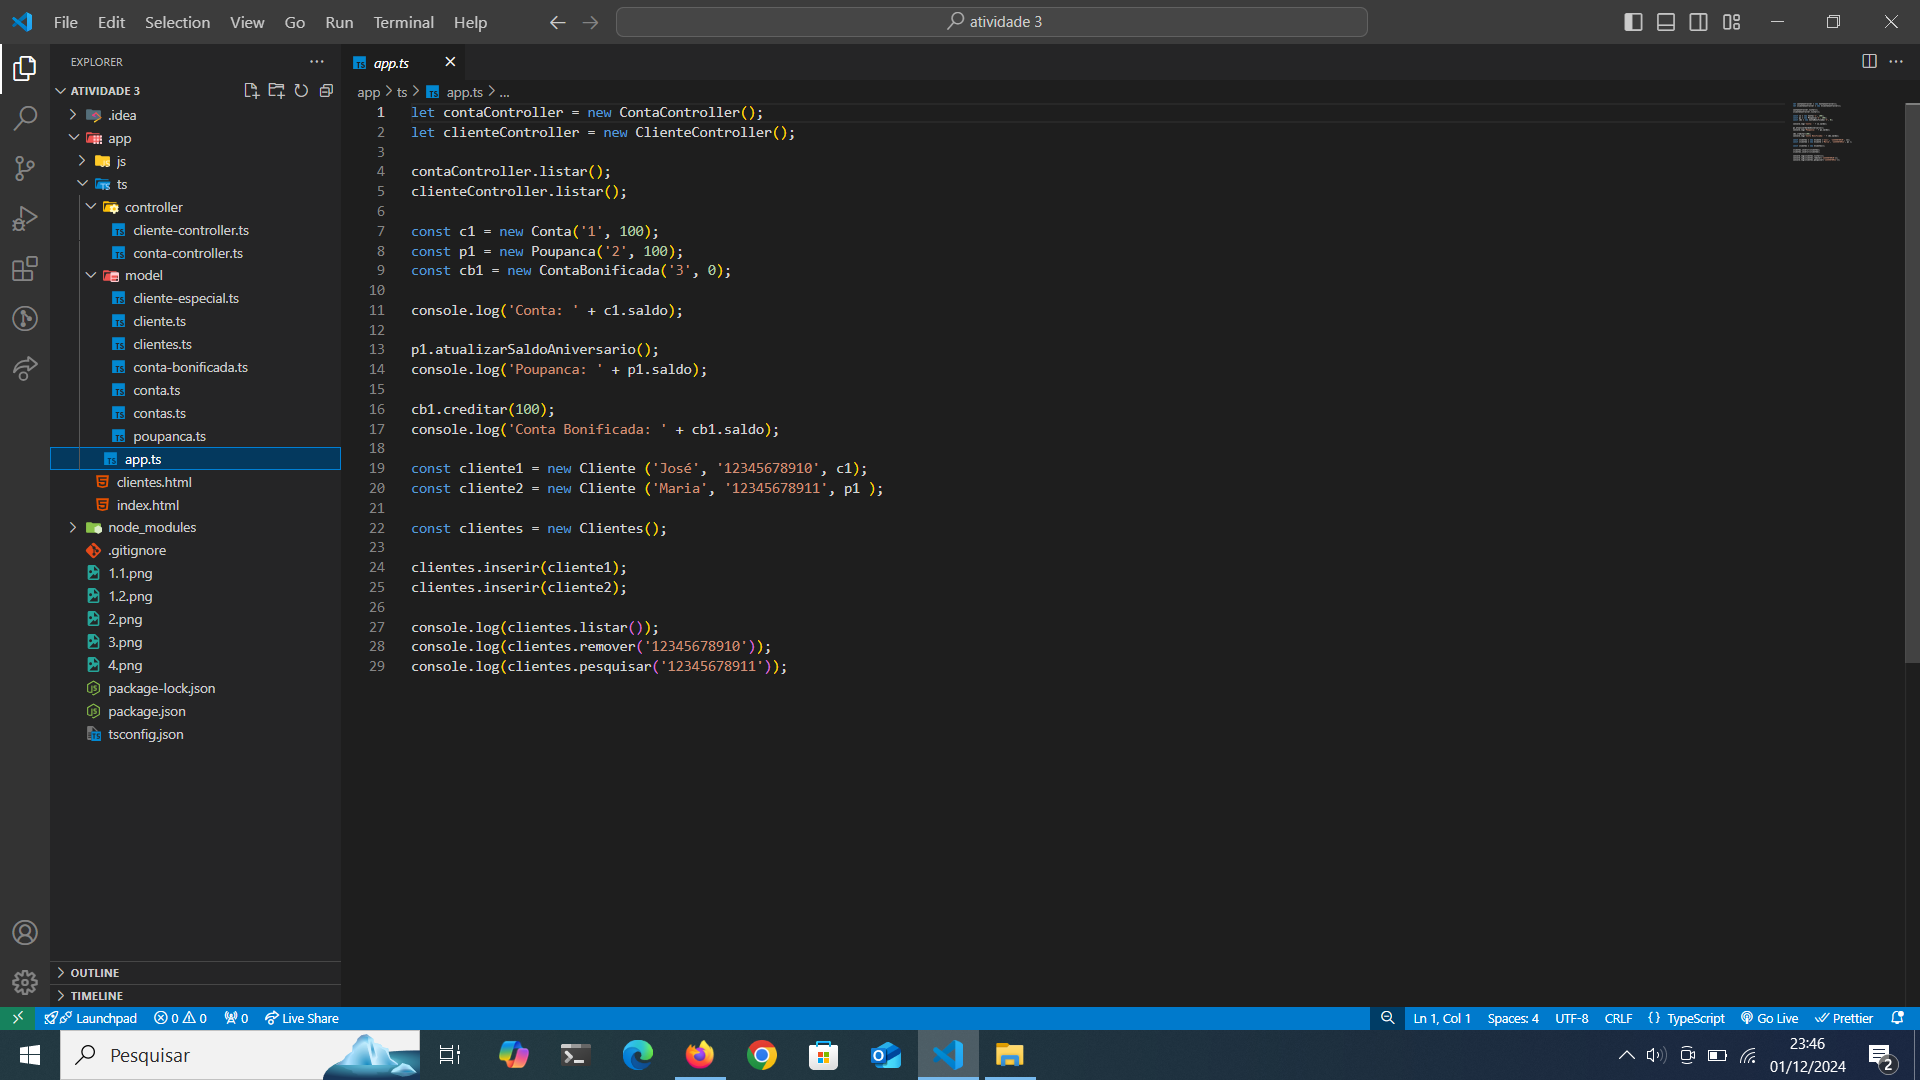 File Edit Selection View Go Run Terminal Help
atividade 3
EXPLORER
ATIVIDADE 3
.idea
app
js
ts
controller
cliente-controller.ts
conta-controller.ts
model
cliente-especial.ts
cliente.ts
clientes.ts
conta-bonificada.ts
conta.ts
contas.ts
poupanca.ts
app.ts
clientes.html
index.html
node_modules
.gitignore
1.1.png
1.2.png
2.png
3.png
4.png
package-lock.json
package.json
tsconfig.json
OUTLINE
TIMELINE
app.ts
app > ts > app.ts > ...
1 let contaController = new ContaController();
2 let clienteController = new ClienteController();
3
4 contaController.listar();
5 clienteController.listar();
6
7 const c1 = new Conta('1', 100);
8 const p1 = new Poupanca('2', 100);
9 const cb1 = new ContaBonificada('3', 0);
10
11 console.log('Conta: ' + c1.saldo);
12
13 p1.atualizarSaldoAniversario();
14 console.log('Poupanca: ' + p1.saldo);
15
16 cb1.creditar(100);
17 console.log('Conta Bonificada: ' + cb1.saldo);
18
19 const cliente1 = new Cliente ('José', '12345678910', c1);
20 const cliente2 = new Cliente ('Maria', '12345678911', p1 );
21
22 const clientes = new Clientes();
23
24 clientes.inserir(cliente1);
25 clientes.inserir(cliente2);
26
27 console.log(clientes.listar());
28 console.log(clientes.remover('12345678910'));
29 console.log(clientes.pesquisar('12345678911'));
Launchpad 0 0 0 Live Share
Ln 1, Col 1 Spaces: 4 UTF-8 CRLF {} TypeScript Go Live Prettier
Pesquisar
23:46
01/12/2024
2